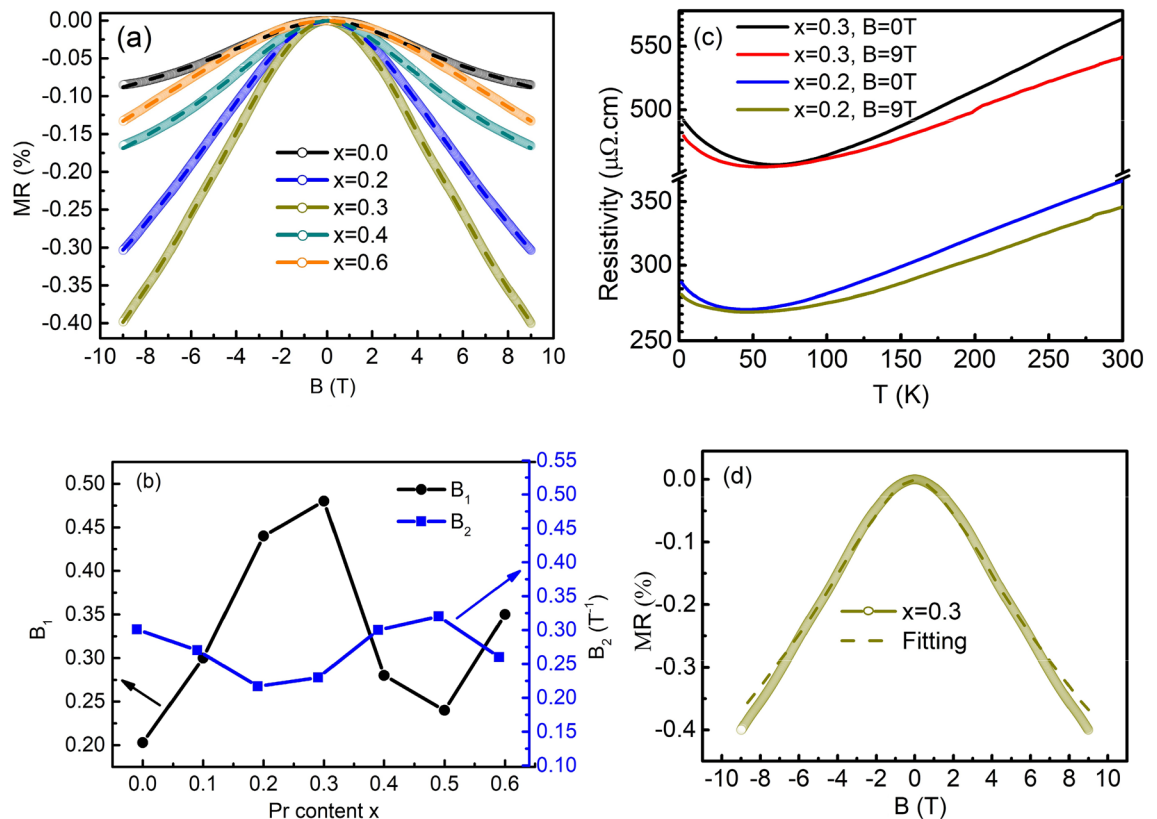 (a)
0.00
-0.05
-0.10
-0.15
-0.20
-0.25
-0.30
-0.35
-0.40
MR (%)
x=0.0
x=0.2
x=0.3
x=0.4
x=0.6
-10 -8 -6 -4 -2 0 2 4 6 8 10
B (T)
(c)
x=0.3, B=0T
x=0.3, B=9T
x=0.2, B=0T
x=0.2, B=9T
550
500
350
300
250
Resistivity (μΩ.cm)
0 50 100 150 200 250 300
T (K)
(b)
0.50
0.45
0.40
0.35
0.30
0.25
0.20
B₁
B₁
B₂
0.55
0.50
0.45
0.40
0.35
0.30
0.25
0.20
0.15
0.10
B₂ (T⁻¹)
0.0 0.1 0.2 0.3 0.4 0.5 0.6
Pr content x
(d)
0.0
-0.1
-0.2
-0.3
-0.4
MR (%)
x=0.3
Fitting
-10 -8 -6 -4 -2 0 2 4 6 8 10
B (T)